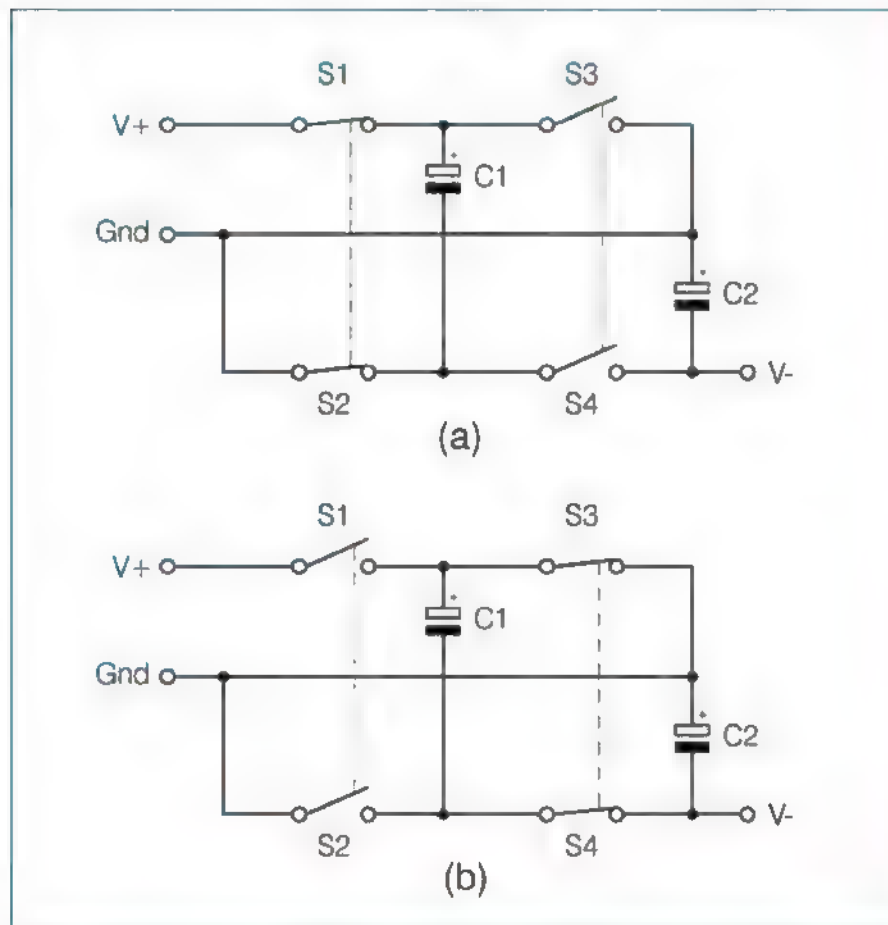 S1 S3
V+
C1
Gnd
C2
V-
S2 S4
(a)
S1 S3
V+
C1
Gnd
C2
V-
S2 S4
(b)